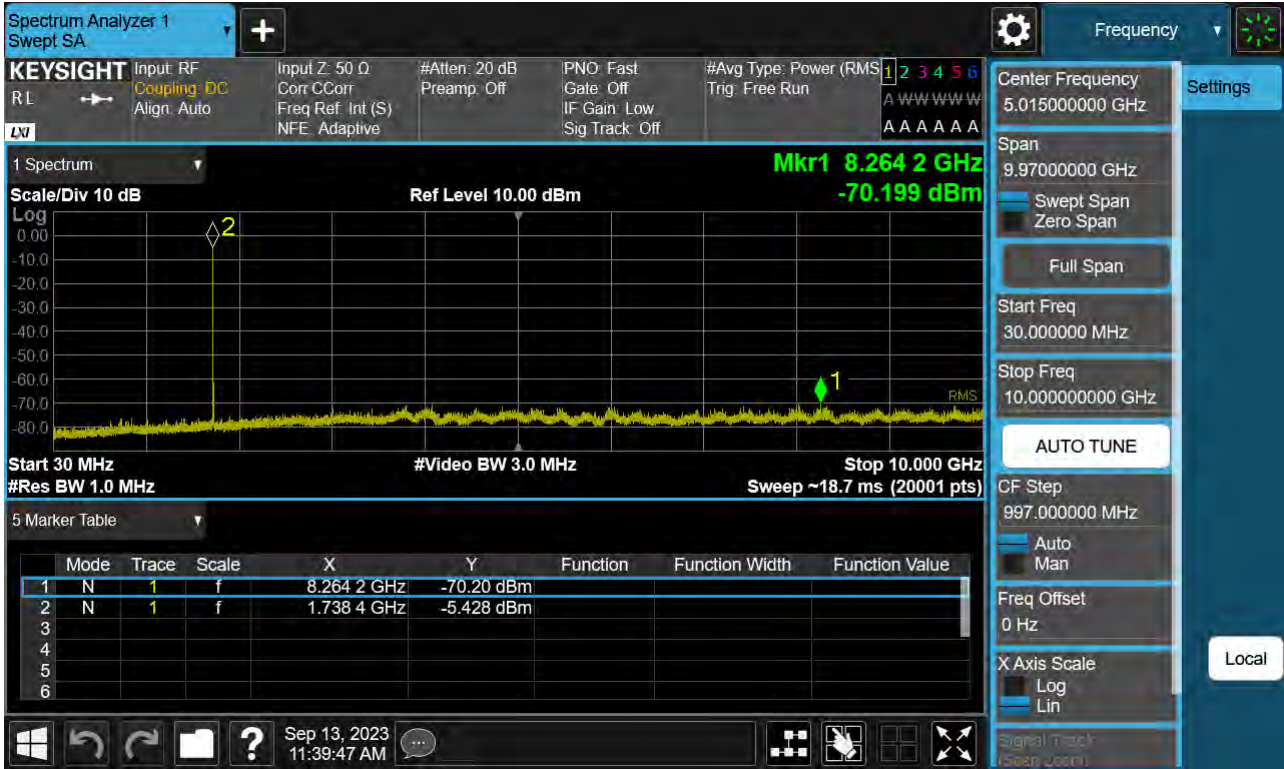 Spectrum Analyzer 1
Swept SA
Frequency
KEYSIGHT
RL
LXI
Input: RF
Coupling: DC
Align: Auto
Input Z: 50 Ω
Corr CCorr
Freq Ref: Int (S)
NFE: Adaptive
#Atten: 20 dB
Preamp: Off
PNO: Fast
Gate: Off
IF Gain: Low
Sig Track: Off
#Avg Type: Power (RMS
Trig: Free Run
1 2 3 4 5 6
A W W W W W
A A A A A A
1 Spectrum
Mkr1 8.264 2 GHz
-70.199 dBm
Scale/Div 10 dB
Ref Level 10.00 dBm
Log
0.00
-10.0
-20.0
-30.0
-40.0
-50.0
-60.0
-70.0
-80.0
2
1
RMS
Start 30 MHz
#Video BW 3.0 MHz
Stop 10.000 GHz
#Res BW 1.0 MHz
Sweep ~18.7 ms (20001 pts)
5 Marker Table
Mode Trace Scale X Y Function Function Width Function Value
1 N 1 f 8.264 2 GHz -70.20 dBm
2 N 1 f 1.738 4 GHz -5.428 dBm
3
4
5
6
Sep 13, 2023
11:39:47 AM
Center Frequency
5.015000000 GHz
Settings
Span
9.97000000 GHz
Swept Span
Zero Span
Full Span
Start Freq
30.000000 MHz
Stop Freq
10.000000000 GHz
AUTO TUNE
CF Step
997.000000 MHz
Auto
Man
Freq Offset
0 Hz
X Axis Scale
Log
Lin
Signal Track
(Span Zoom)
Local